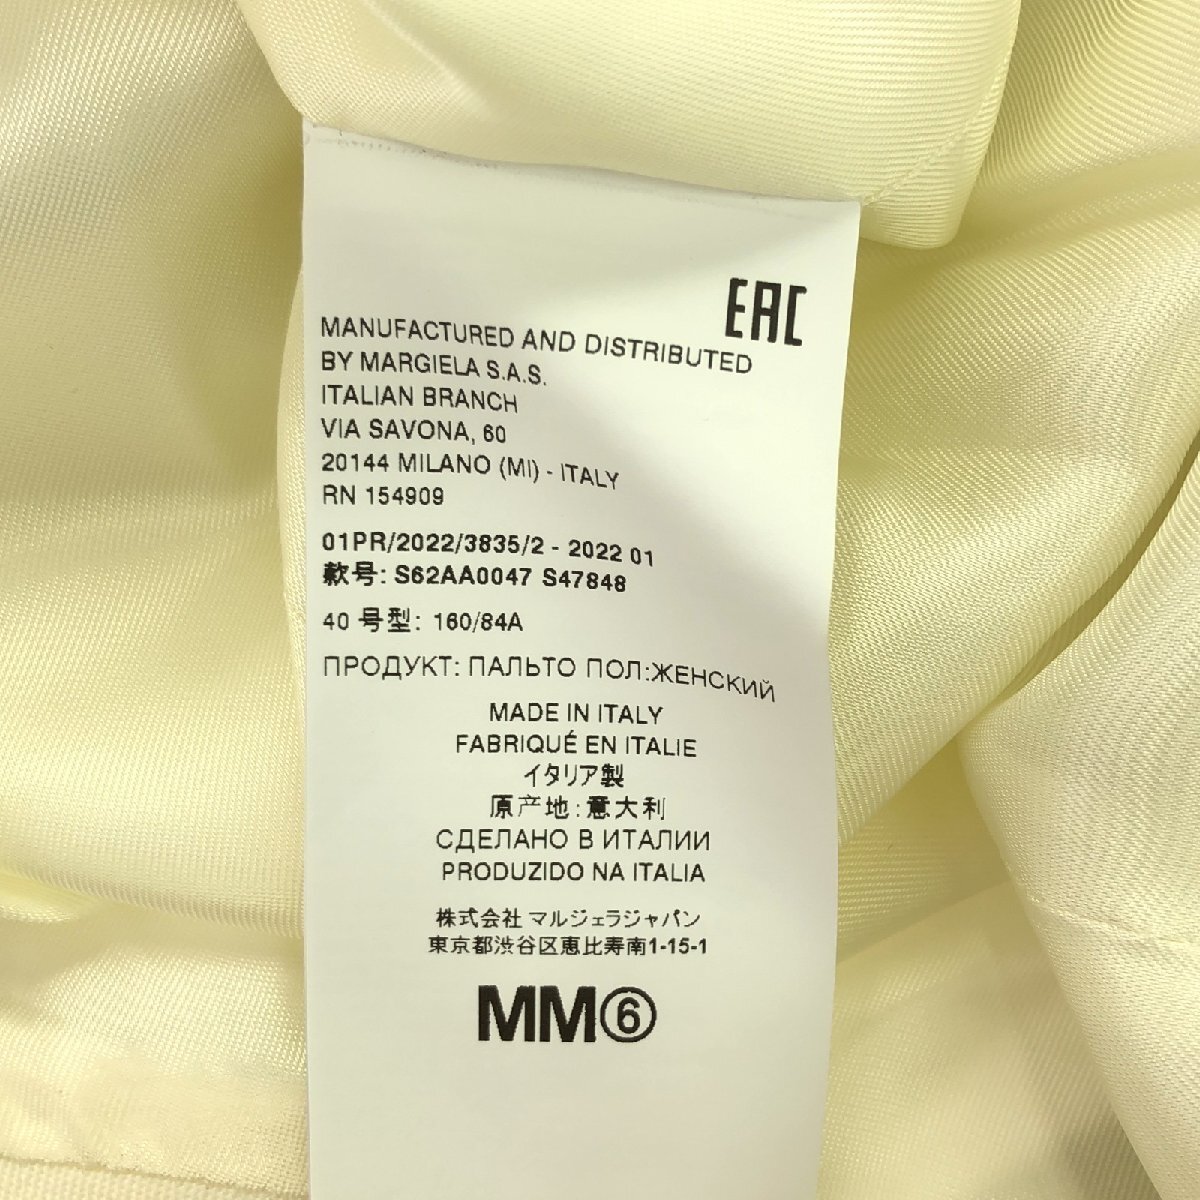 EAC
MANUFACTURED AND DISTRIBUTED
BY MARGIELA S.A.S.
ITALIAN BRANCH
VIA SAVONA, 60
20144 MILANO (MI) - ITALY
RN 154909
01PR/2022/3835/2 - 2022 01
款号: S62AA0047 S47848
40 号型: 160/84A
ПРОДУКТ: ПАЛЬТО ПОЛ:ЖЕНСКИЙ
MADE IN ITALY
FABRIQUÉ EN ITALIE
イタリア製
原产地: 意大利
СДЕЛАНО В ИТАЛИИ
PRODUZIDO NA ITALIA
株式会社 マルジェラジャパン
東京都渋谷区恵比寿南1-15-1
MM⑥